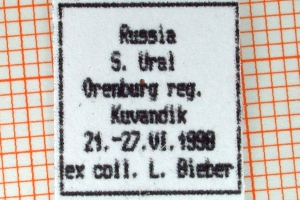 Russia
S. Ural
Orenburg reg.
Kuvandik
21.-27.VI.1998
ex coll. L. Bieber